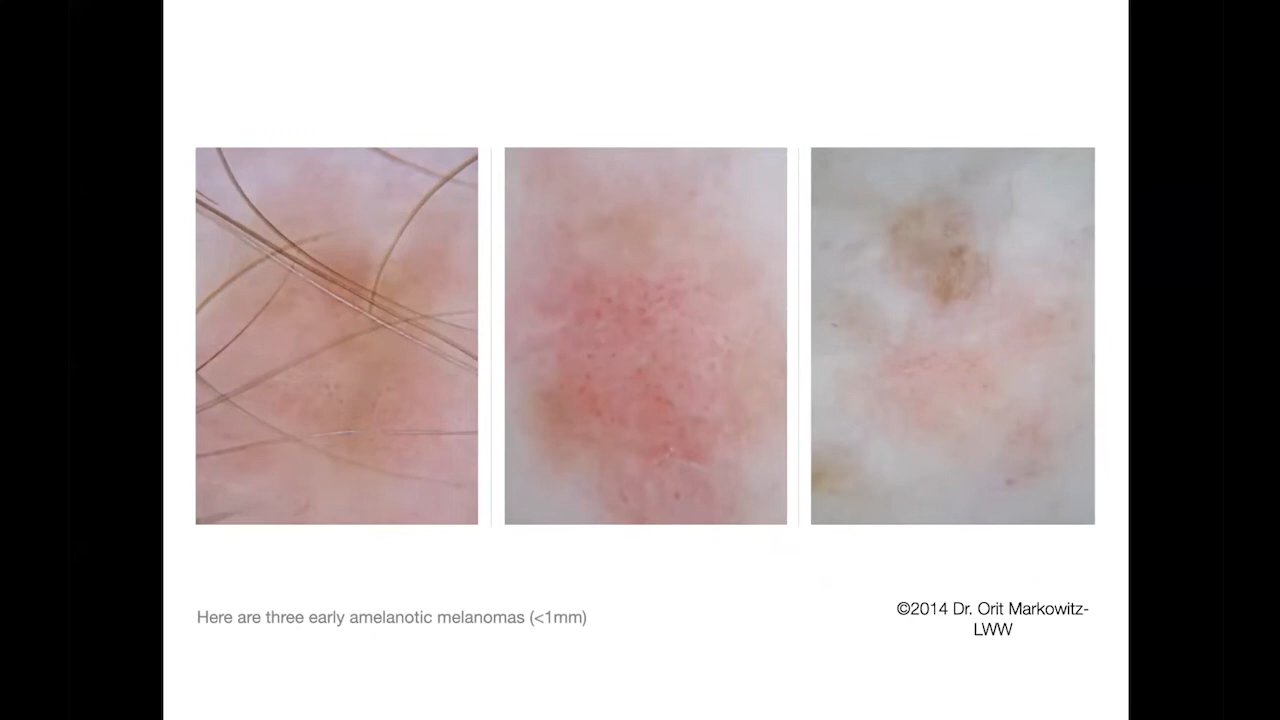 Here are three early amelanotic melanomas (<1mm)
©2014 Dr. Orit Markowitz-
LWW